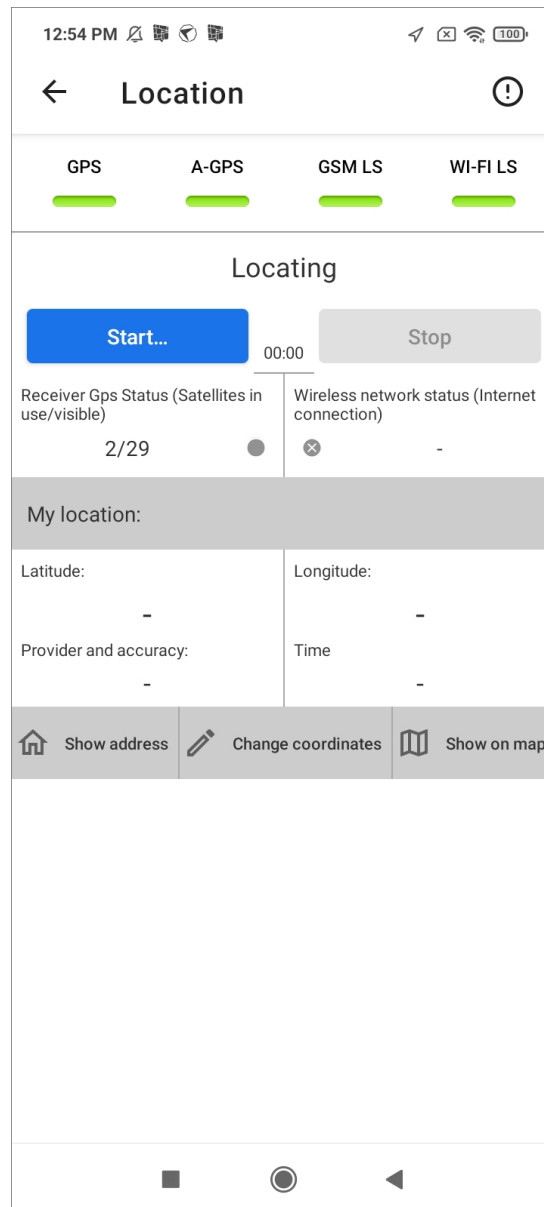 12:54 PM 100
Location
GPS A-GPS GSM LS WI-FI LS
Locating
Start... 00:00 Stop
Receiver Gps Status (Satellites in
use/visible)
2/29
Wireless network status (Internet
connection)
-
My location:
Latitude: Longitude:
- -
Provider and accuracy: Time
- -
Show address Change coordinates Show on map